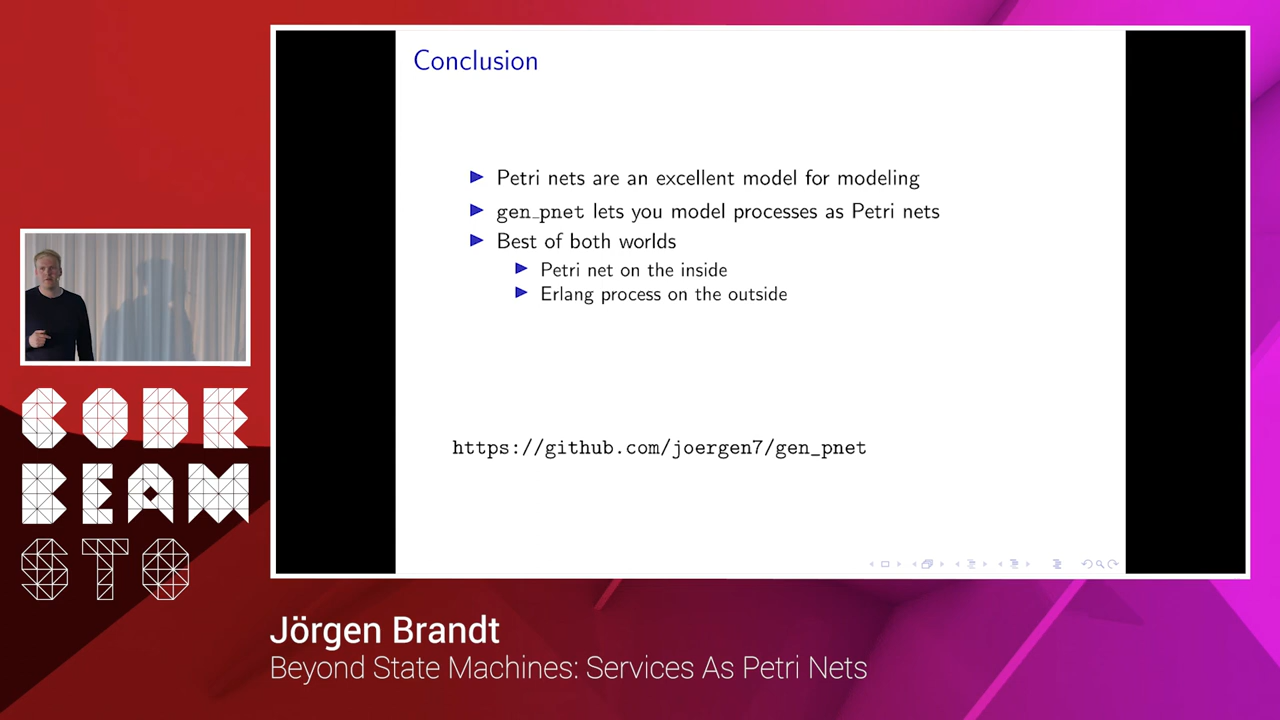 Conclusion
Petri nets are an excellent model for modeling
gen_pnet lets you model processes as Petri nets
Best of both worlds
Petri net on the inside
Erlang process on the outside
https://github.com/joergen7/gen_pnet
CODE
BEAM
STO
Jörgen Brandt
Beyond State Machines: Services As Petri Nets